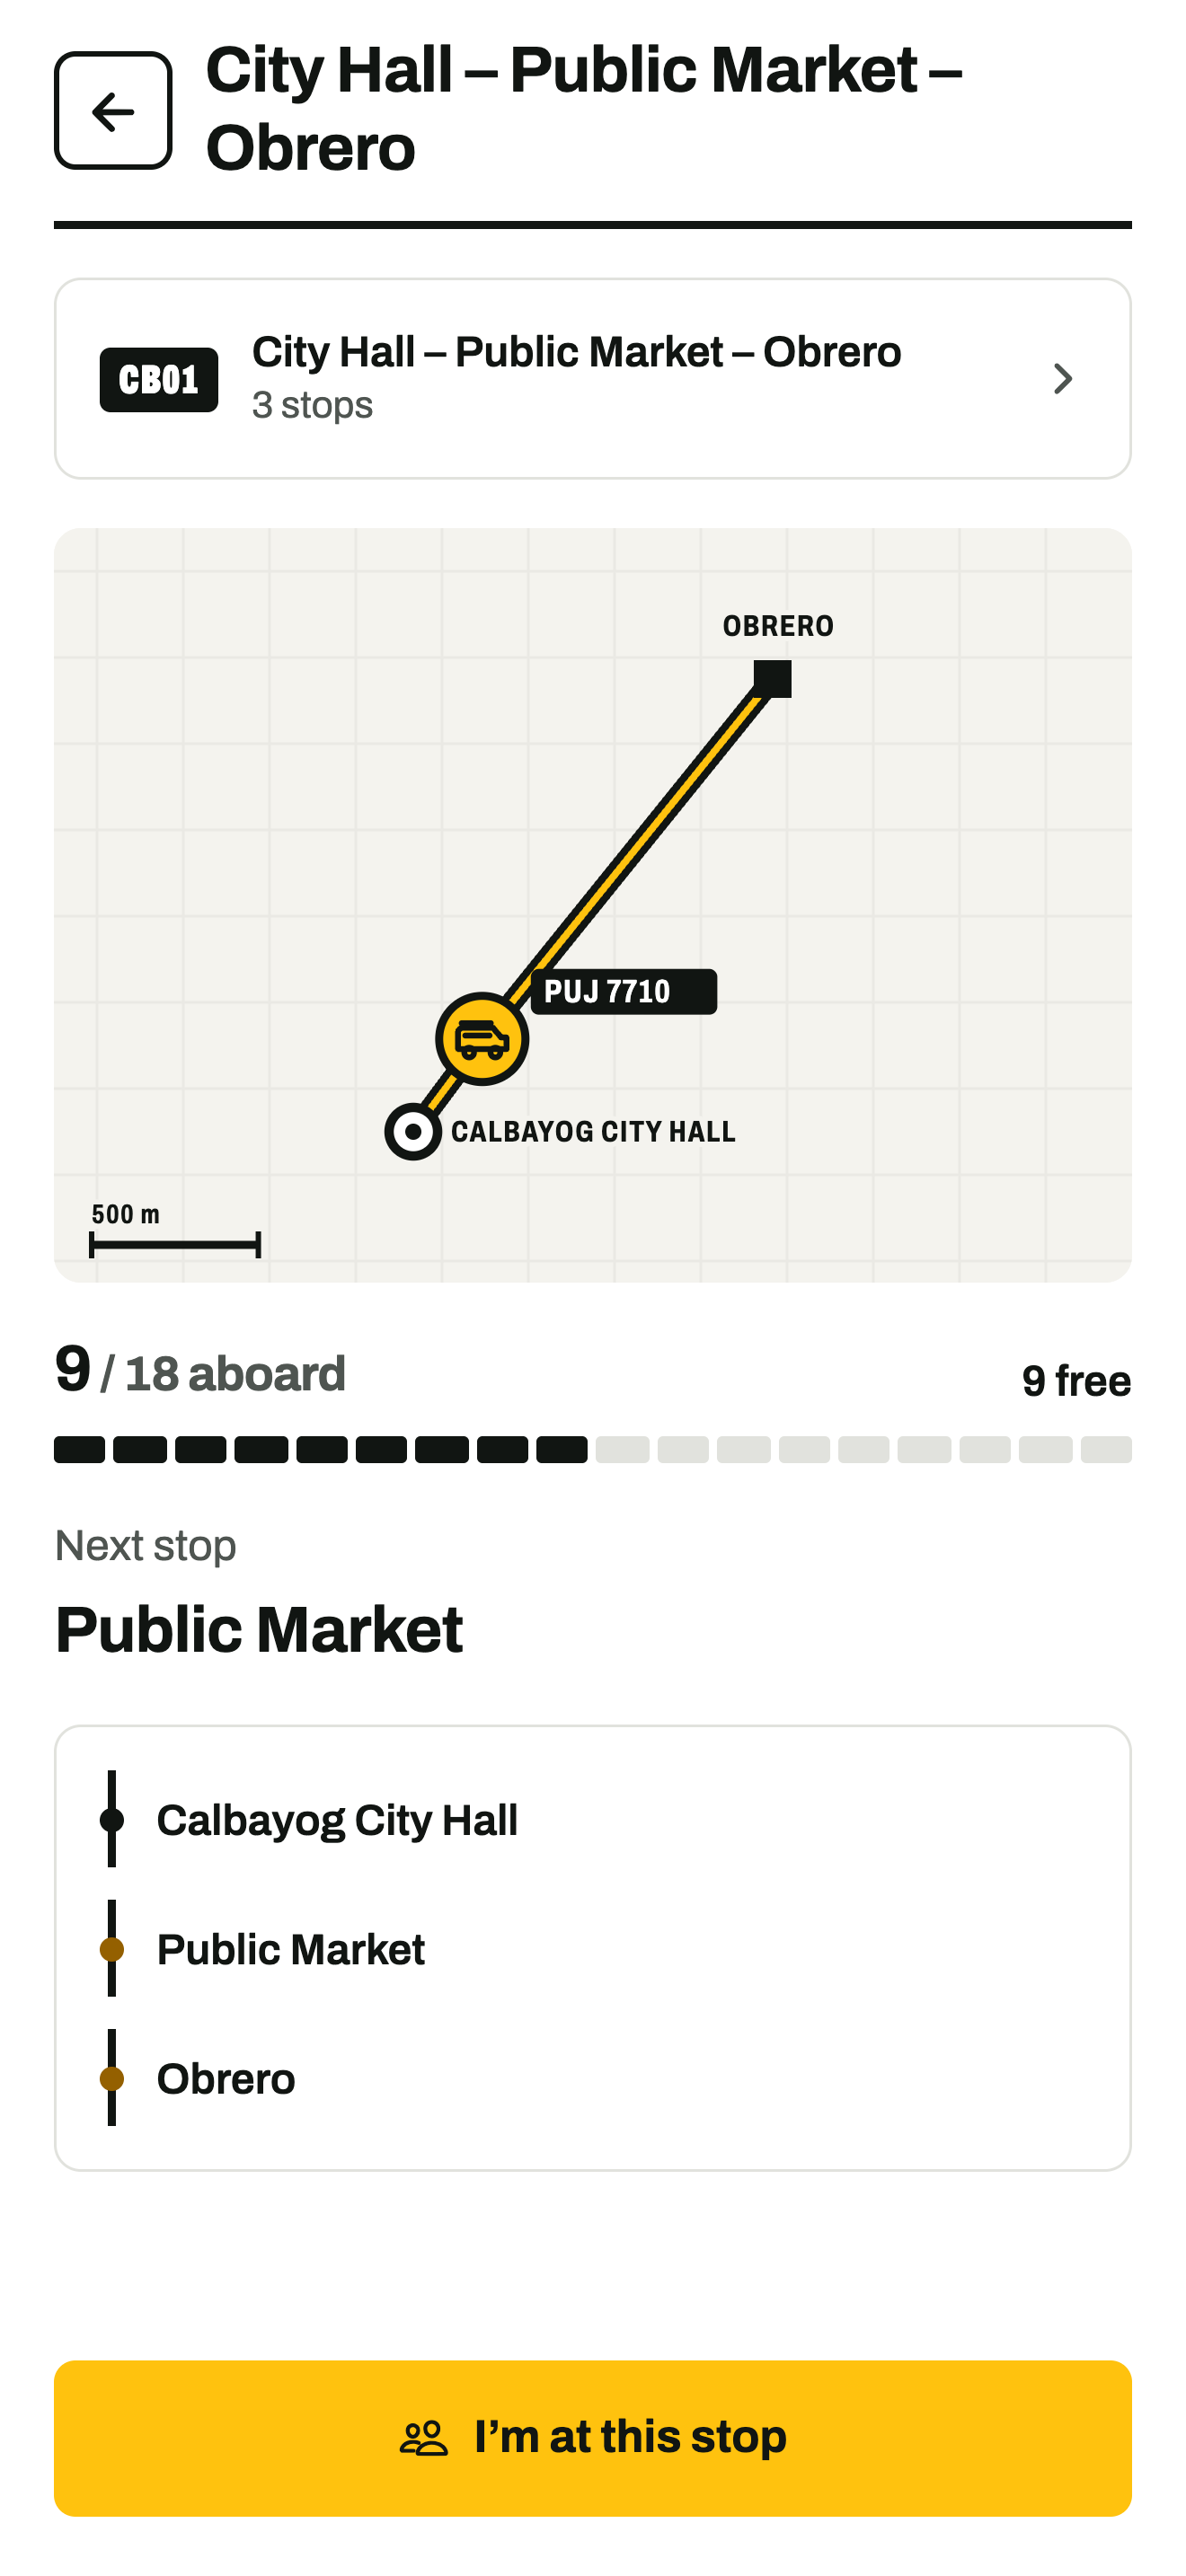 City Hall – Public Market –
Obrero
CB01
City Hall – Public Market – Obrero
3 stops
OBRERO
PUJ 7710
CALBAYOG CITY HALL
500 m
9 / 18 aboard
9 free
Next stop
Public Market
Calbayog City Hall
Public Market
Obrero
I’m at this stop